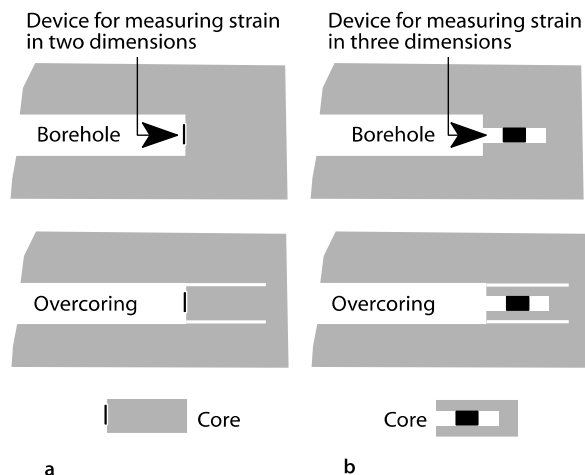 Device for measuring strain
in two dimensions
Device for measuring strain
in three dimensions
Borehole
Borehole
Overcoring
Overcoring
Core
Core
a
b